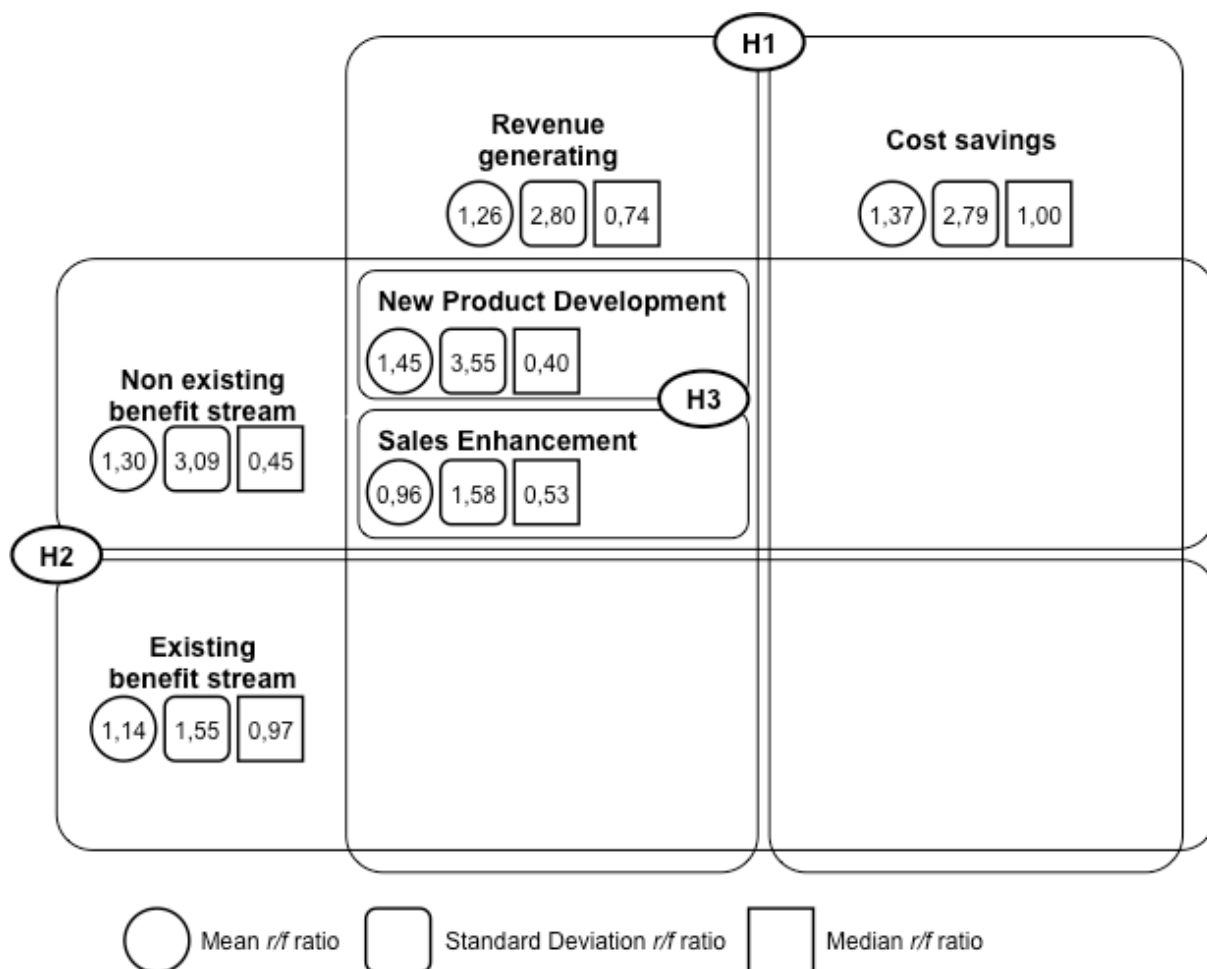 H1
Revenue
generating
1,26 2,80 0,74
Cost savings
1,37 2,79 1,00
New Product Development
1,45 3,55 0,40
H3
Sales Enhancement
0,96 1,58 0,53
Non existing
benefit stream
1,30 3,09 0,45
H2
Existing
benefit stream
1,14 1,55 0,97
Mean r/f ratio
Standard Deviation r/f ratio
Median r/f ratio